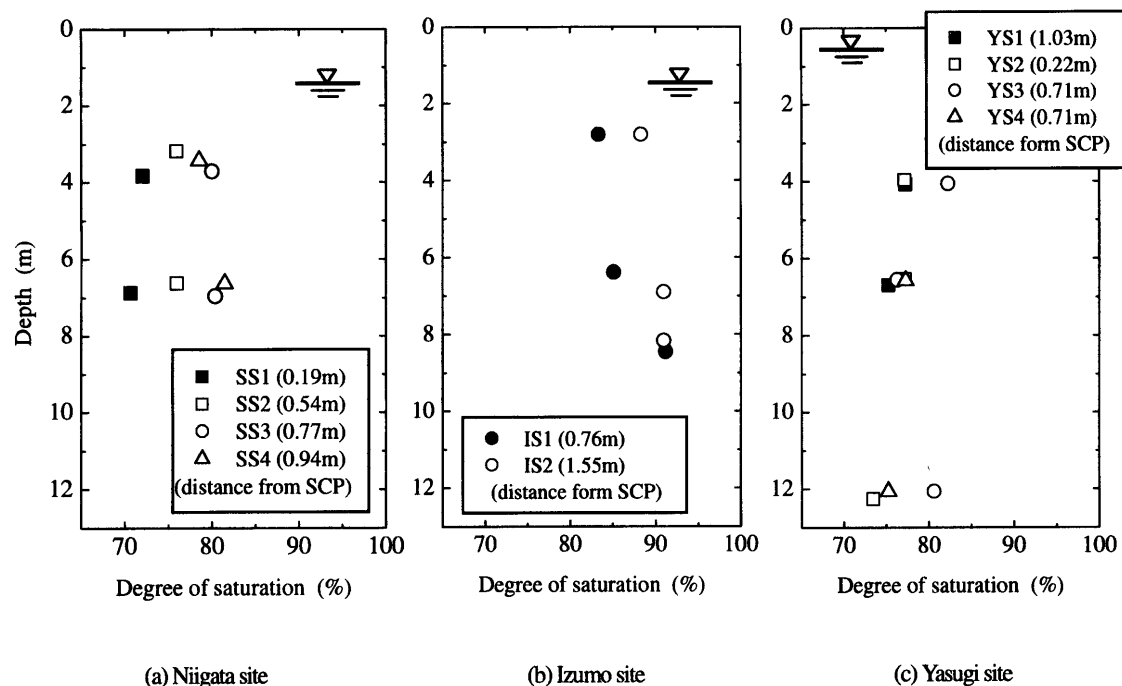 Depth (m)
0
2
4
6
8
10
12
SS1 (0.19m)
SS2 (0.54m)
SS3 (0.77m)
SS4 (0.94m)
(distance from SCP)
70 80 90 100
Degree of saturation (%)
(a) Niigata site
0
2
4
6
8
10
12
IS1 (0.76m)
IS2 (1.55m)
(distance form SCP)
70 80 90 100
Degree of saturation (%)
(b) Izumo site
0
2
4
6
8
10
12
YS1 (1.03m)
YS2 (0.22m)
YS3 (0.71m)
YS4 (0.71m)
(distance form SCP)
70 80 90 100
Degree of saturation (%)
(c) Yasugi site